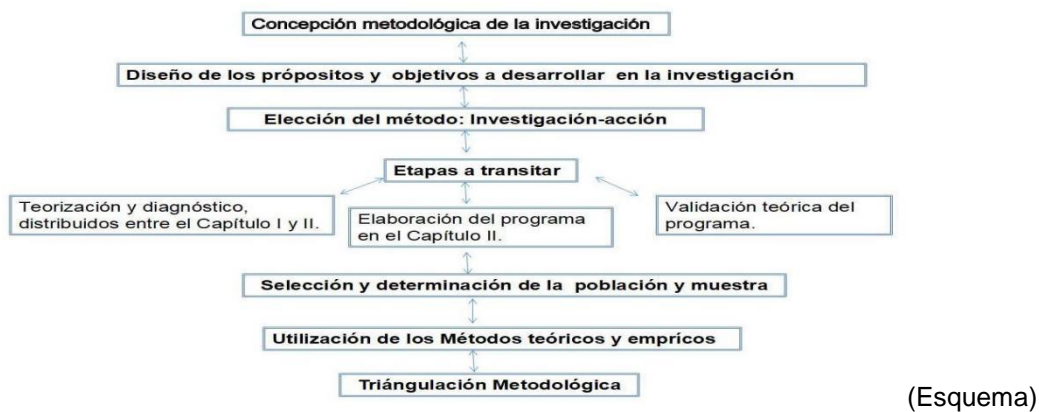 Concepción metodológica de la investigación
Diseño de los própositos y objetivos a desarrollar en la investigación
Elección del método: Investigación-acción
Etapas a transitar
Teorización y diagnóstico,
distribuidos entre el Capítulo I y II.
Elaboración del programa
en el Capítulo II.
Validación teórica del
programa.
Selección y determinación de la población y muestra
Utilización de los Métodos teóricos y emprícos
Triángulación Metodológica
(Esquema)